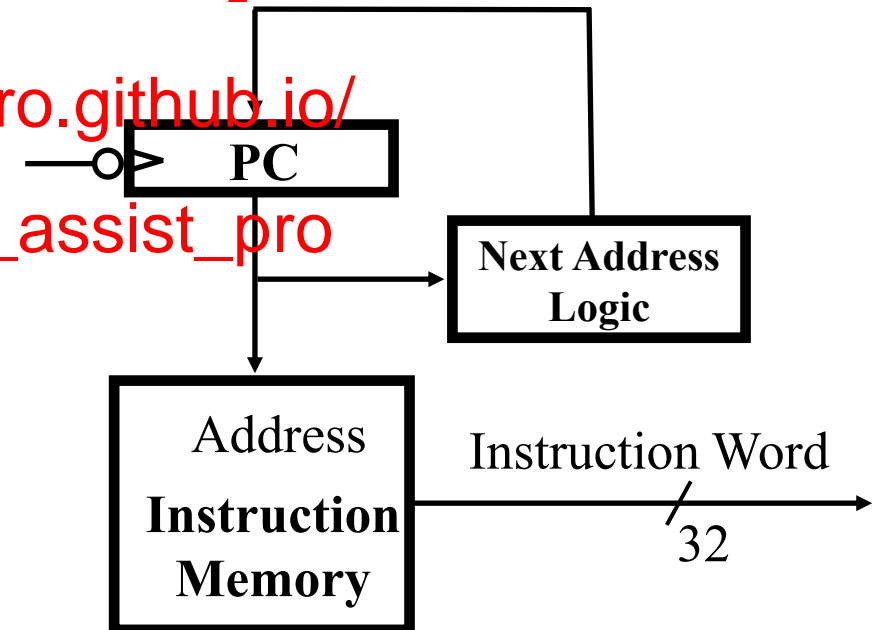 ro.github.io/
PC
_assist_pro
Next Address
Logic
Address
Instruction Word
Instruction
32
Memory